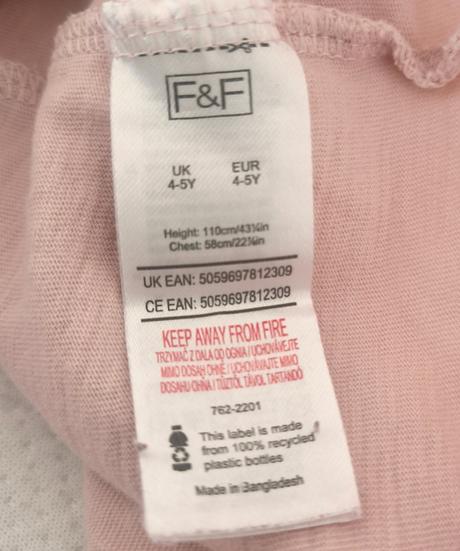 F&F
UK EUR
4-5Y 4-5Y
Height: 110cm/43¼in
Chest: 58cm/22¾in
UK EAN: 5059697812309
CE EAN: 5059697812309
KEEP AWAY FROM FIRE
TRZYMAĆ Z DALA OD OGNIA / UCHOVÁVEJTE
MIMO DOSAH OHNĚ / UCHOVÁVAJTE MIMO
DOSAHU OHŇA / TŰZTŐL TÁVOL TARTANDÓ
762-2201
This label is made
from 100% recycled
plastic bottles
Made in Bangladesh